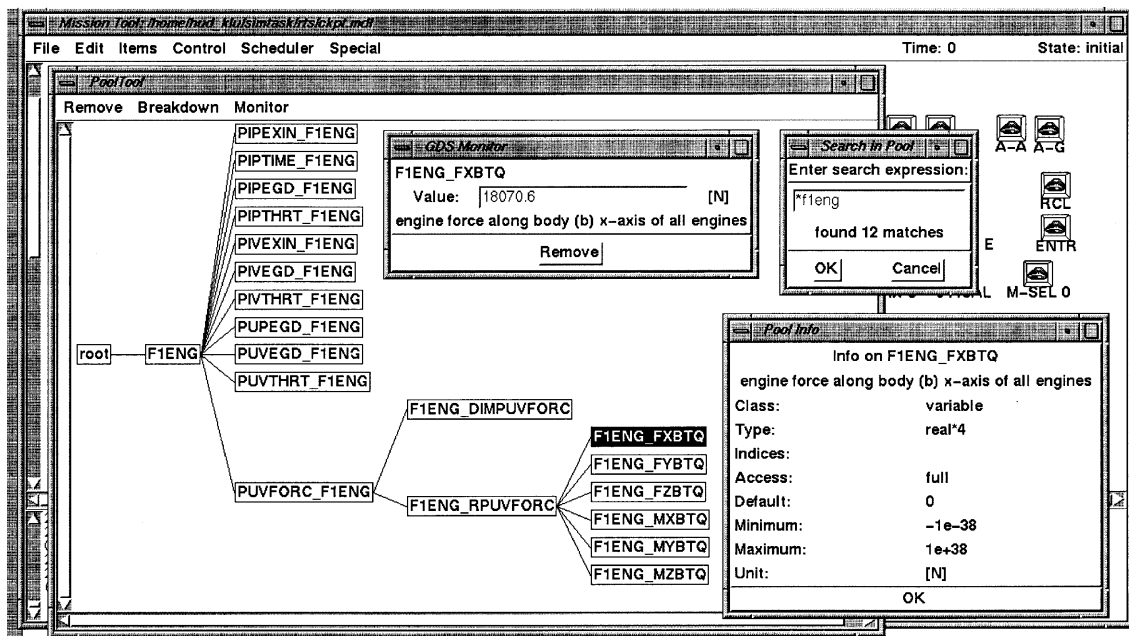 Mission Tool: /home/hud_klu/simtask/rts/ckpt.mdl
File Edit Items Control Scheduler Special Time: 0 State: initial
PoolTool
Remove Breakdown Monitor
root
F1ENG
PIPEXIN_F1ENG
PIPTIME_F1ENG
PIPEGD_F1ENG
PIPTHRT_F1ENG
PIVEXIN_F1ENG
PIVEGD_F1ENG
PIVTHRT_F1ENG
PUPEGD_F1ENG
PUVEGD_F1ENG
PUVTHRT_F1ENG
PUVFORC_F1ENG
F1ENG_DIMPUVFORC
F1ENG_RPUVFORC
F1ENG_FXBTQ
F1ENG_FYBTQ
F1ENG_FZBTQ
F1ENG_MXBTQ
F1ENG_MYBTQ
F1ENG_MZBTQ
GDS Monitor
F1ENG_FXBTQ
Value: 18070.6 [N]
engine force along body (b) x-axis of all engines
Remove
Search in Pool
Enter search expression:
*f1eng
found 12 matches
OK Cancel
A-A A-G
RCL
E ENTR
M-SEL 0
Pool Info
Info on F1ENG_FXBTQ
engine force along body (b) x-axis of all engines
Class: variable
Type: real*4
Indices:
Access: full
Default: 0
Minimum: -1e-38
Maximum: 1e+38
Unit: [N]
OK